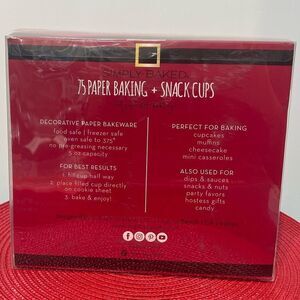 SIMPLY BAKED
75 PAPER BAKING + SNACK CUPS
DECORATIVE PAPER BAKEWARE
food safe | freezer safe
oven safe to 375°
no pre-greasing necessary
5 oz capacity
FOR BEST RESULTS
1. fill cup half way
2. place filled cup directly
on cookie sheet
3. bake & enjoy!
PERFECT FOR BAKING
cupcakes
muffins
cheesecake
mini casseroles
ALSO USED FOR
dips & sauces
snacks & nuts
party favors
hostess gifts
candy